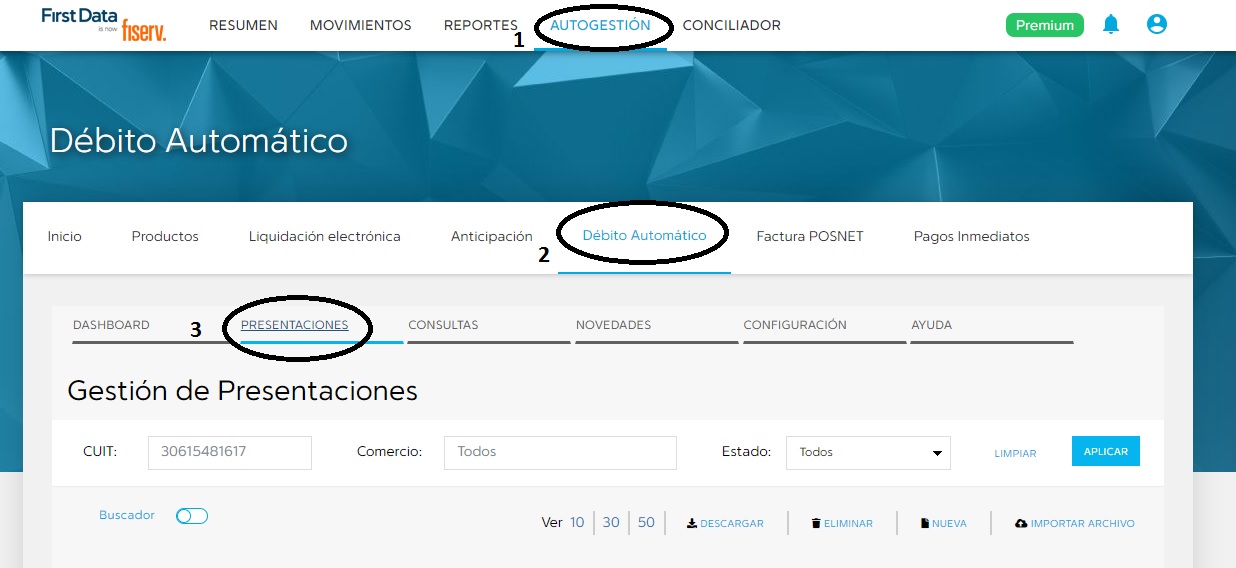 First Data
is now fiserv.
RESUMEN MOVIMIENTOS REPORTES 1 AUTOGESTIÓN CONCILIADOR Premium
Débito Automático
Inicio Productos Liquidación electrónica Anticipación 2 Débito Automático Factura POSNET Pagos Inmediatos
DASHBOARD 3 PRESENTACIONES CONSULTAS NOVEDADES CONFIGURACIÓN AYUDA
Gestión de Presentaciones
CUIT: 30615481617 Comercio: Todos Estado: Todos LIMPIAR APLICAR
Buscador Ver 10 30 50 DESCARGAR ELIMINAR NUEVA IMPORTAR ARCHIVO